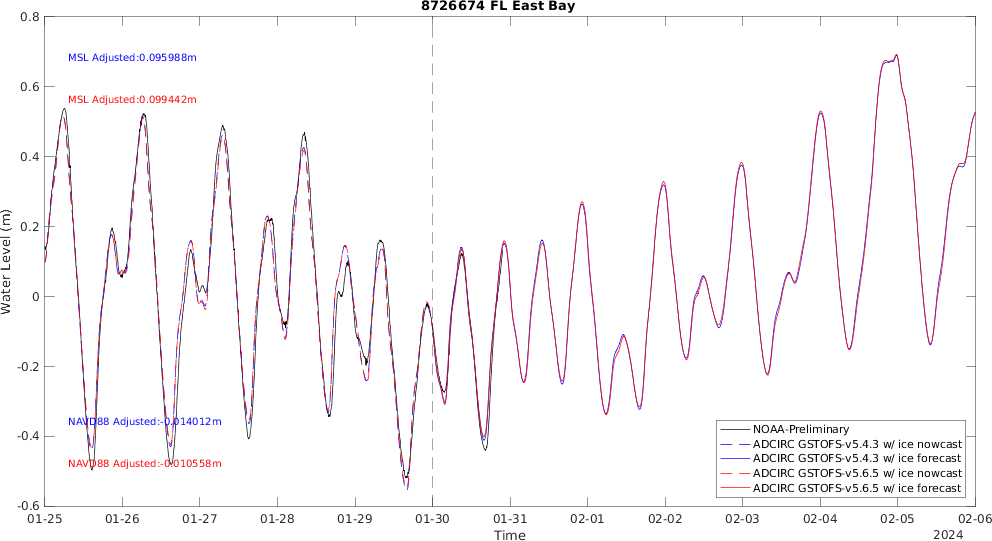 8726674 FL East Bay
0.8
0.6
0.4
0.2
0
-0.2
-0.4
-0.6
Water Level (m)
MSL Adjusted:0.095988m
MSL Adjusted:0.099442m
NAVD88 Adjusted:-0.014012m
NAVD88 Adjusted:-0.010558m
NOAA-Preliminary
ADCIRC GSTOFS-v5.4.3 w/ ice nowcast
ADCIRC GSTOFS-v5.4.3 w/ ice forecast
ADCIRC GSTOFS-v5.6.5 w/ ice nowcast
ADCIRC GSTOFS-v5.6.5 w/ ice forecast
01-25 01-26 01-27 01-28 01-29 01-30 01-31 02-01 02-02 02-03 02-04 02-05 02-06
Time
2024